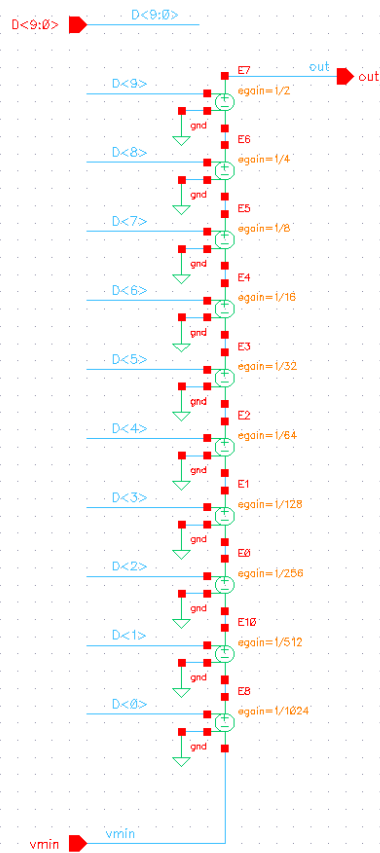 D<9:0>
D<9:0>
E7
out
out
D<9>
egain=1/2
gnd
E6
D<8>
egain=1/4
gnd
E5
D<7>
egain=1/8
gnd
E4
D<6>
egain=1/16
gnd
E3
D<5>
egain=1/32
gnd
E2
D<4>
egain=1/64
gnd
E1
D<3>
egain=1/128
gnd
E0
D<2>
egain=1/256
gnd
E10
D<1>
egain=1/512
gnd
E8
D<0>
egain=1/1024
gnd
vmin
vmin